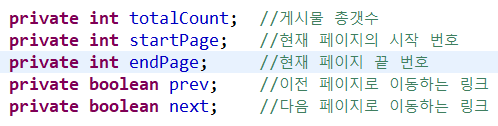 private int totalCount;  //게시물 총갯수
private int startPage;   //현재 페이지의 시작 번호
private int endPage;     //현재 페이지 끝 번호
private boolean prev;    //이전 페이지로 이동하는 링크
private boolean next;    //다음 페이지로 이동하는 링크